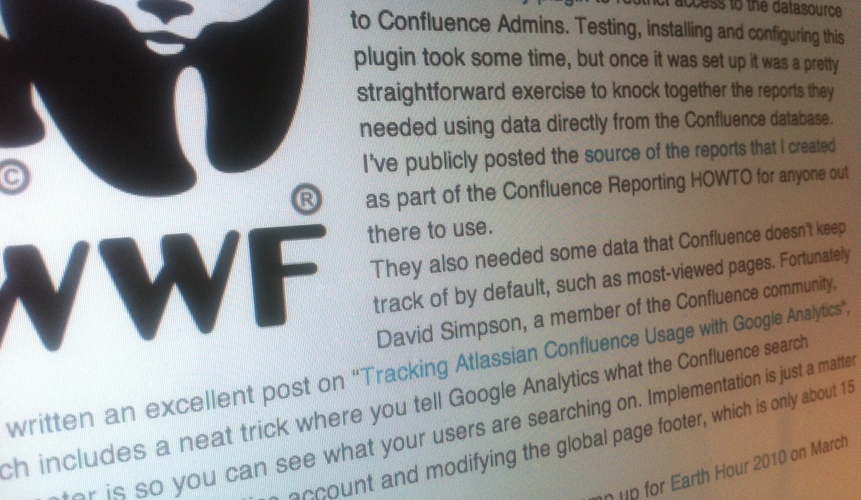 plugin to restrict access to the datasource
to Confluence Admins. Testing, installing and configuring this
plugin took some time, but once it was set up it was a pretty
straightforward exercise to knock together the reports they
needed using data directly from the Confluence database.
I've publicly posted the source of the reports that I created
as part of the Confluence Reporting HOWTO for anyone out
there to use.
They also needed some data that Confluence doesn't keep
track of by default, such as most-viewed pages. Fortunately
David Simpson, a member of the Confluence community,
written an excellent post on "Tracking Atlassian Confluence Usage with Google Analytics",
ch includes a neat trick where you tell Google Analytics what the Confluence search
is so you can see what your users are searching on. Implementation is just a matter
account and modifying the global page footer, which is only about 15
up for Earth Hour 2010 on March
©
®
WWF